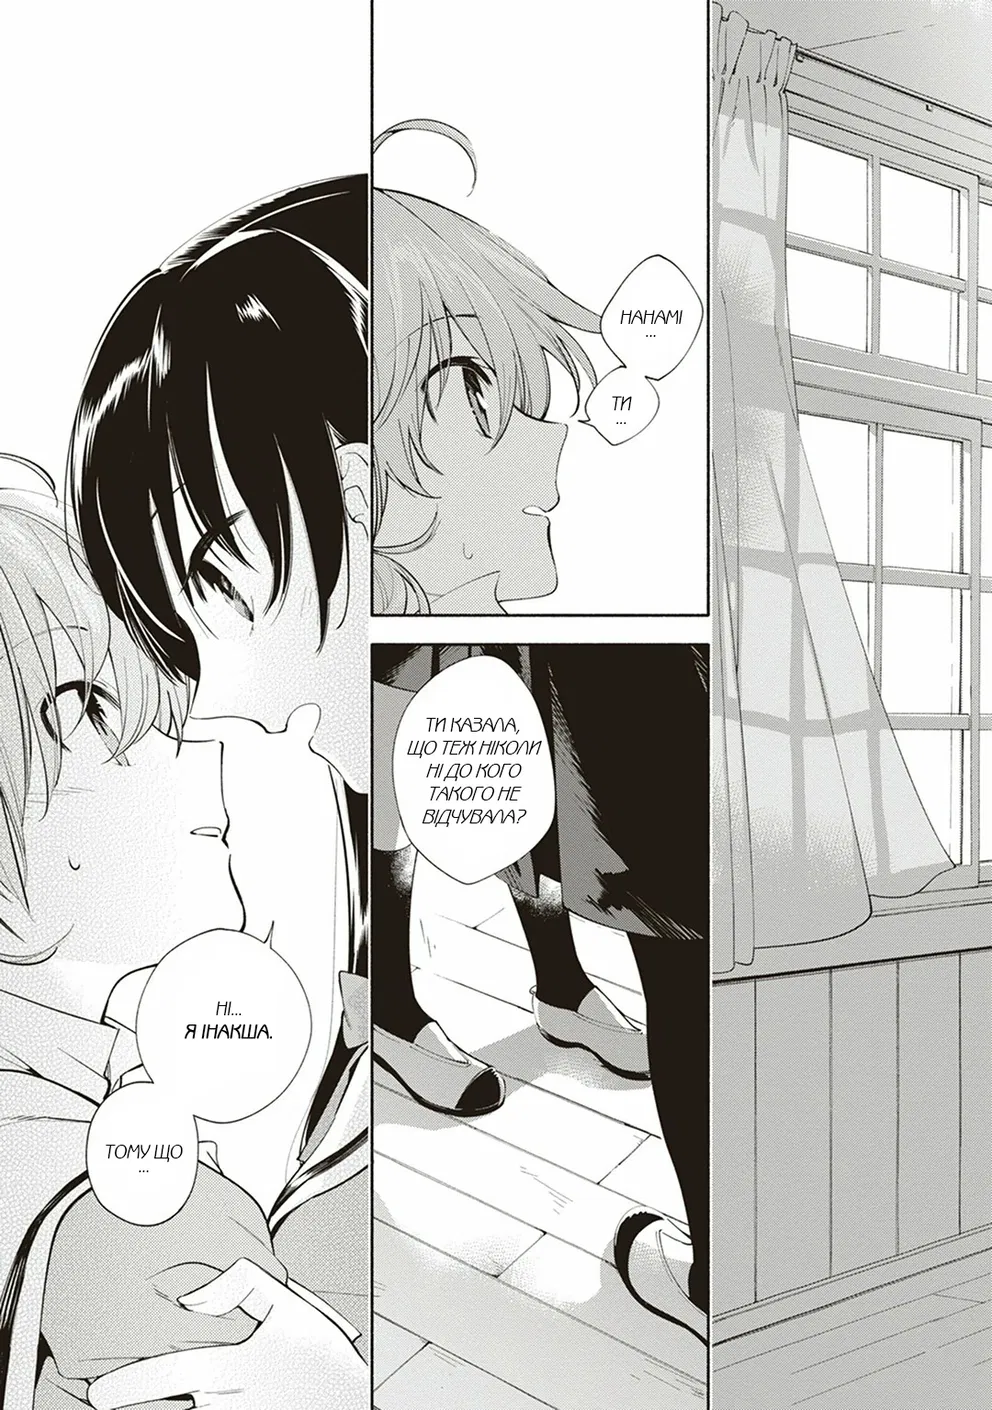 НАНАМІ
...
ТИ
...
ТИ КАЗАЛА,
ЩО ТЕЖ НІКОЛИ
НІ ДО КОГО
ТАКОГО НЕ
ВІДЧУВАЛА?
НІ...
Я ІНАКША.
ТОМУ ЩО
...